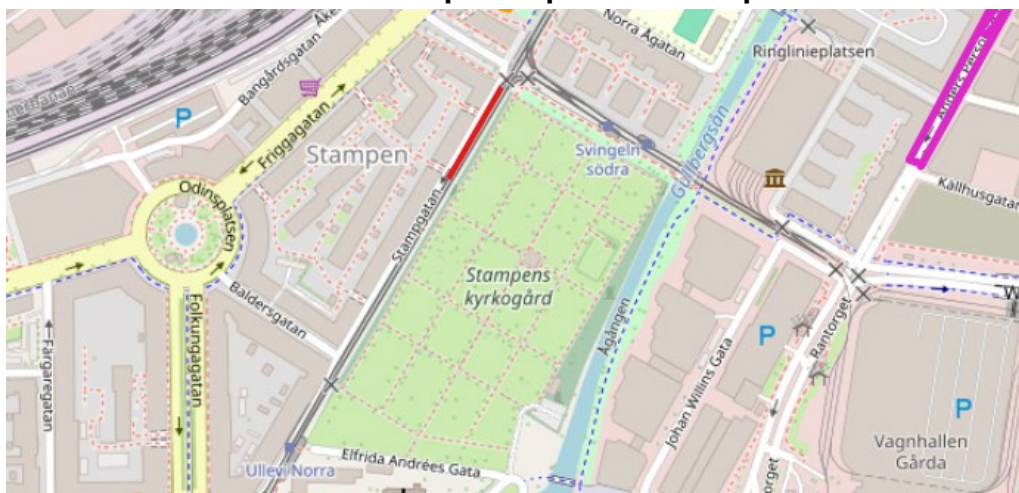 Norra Ågatan
Ringlinieplatsen
Bangårdsgatan
P
Friggagatan
Stampen
Svingeln
södra
Gullbergsån
Källhusgatan
Odinsplatsen
Stampgatan
Stampens
kyrkogård
Baldersgatan
Folkungagatan
Färgaregatan
Ågången
Rantorget
P
Johan Willins Gata
P
Vagnhallen
Gårda
Ullevi Norra
Elfrida Andrées Gata